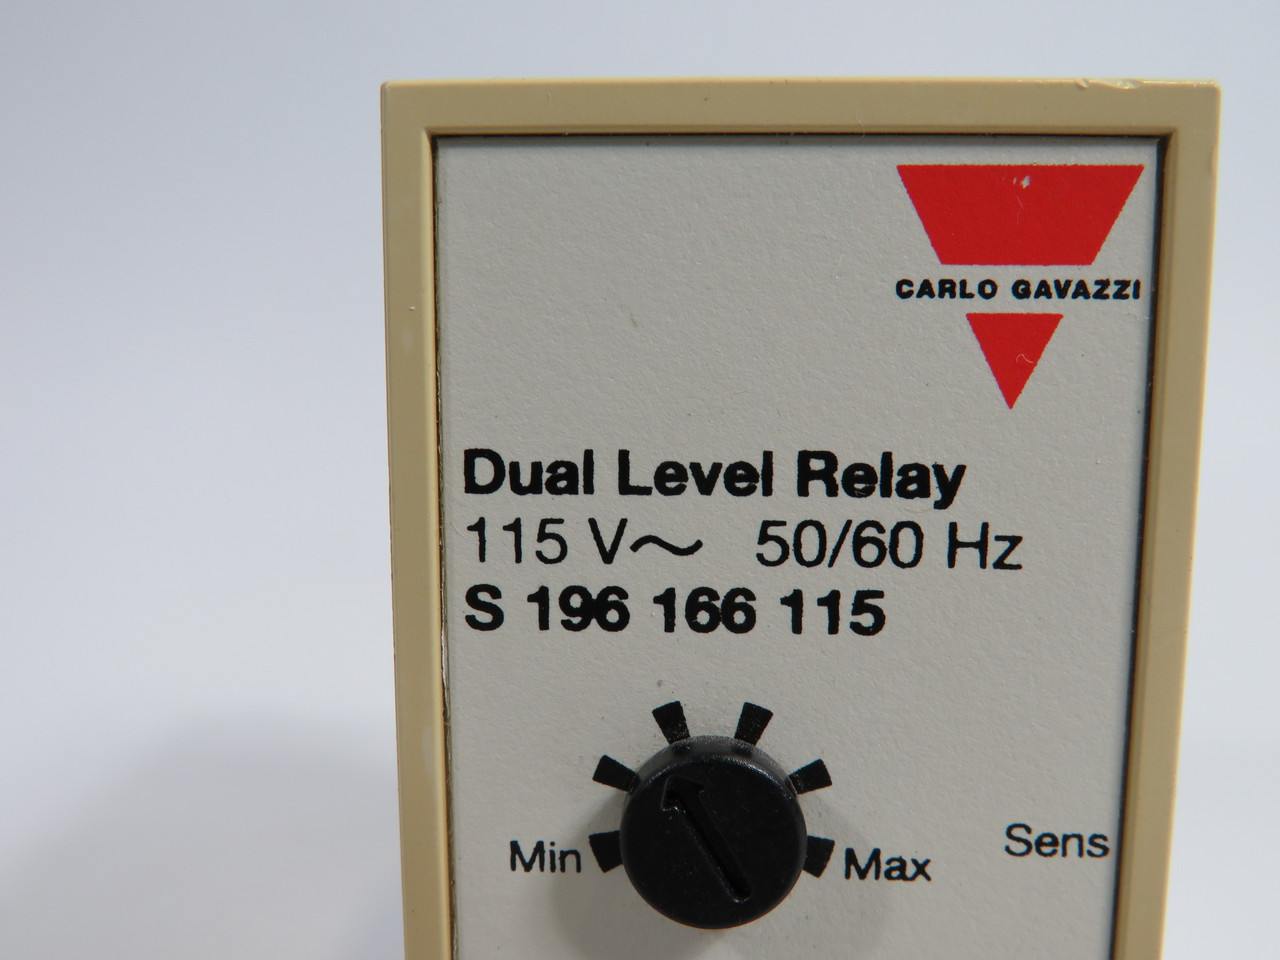 CARLO GAVAZZI
Dual Level Relay
115 V~ 50/60 Hz
S 196 166 115
Min Max Sens